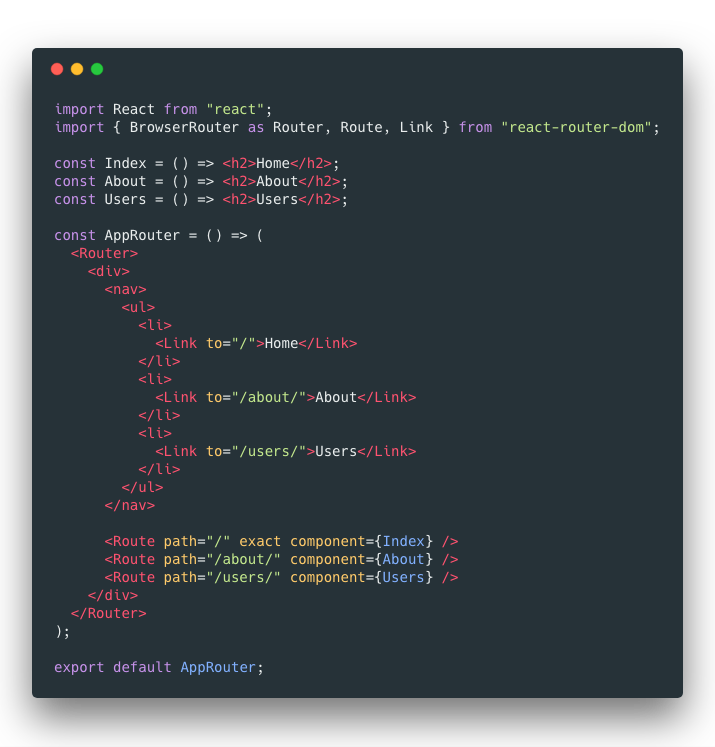 import React from "react";
import { BrowserRouter as Router, Route, Link } from "react-router-dom";

const Index = () => <h2>Home</h2>;
const About = () => <h2>About</h2>;
const Users = () => <h2>Users</h2>;

const AppRouter = () => (
  <Router>
    <div>
      <nav>
        <ul>
          <li>
            <Link to="/">Home</Link>
          </li>
          <li>
            <Link to="/about/">About</Link>
          </li>
          <li>
            <Link to="/users/">Users</Link>
          </li>
        </ul>
      </nav>

      <Route path="/" exact component={Index} />
      <Route path="/about/" component={About} />
      <Route path="/users/" component={Users} />
    </div>
  </Router>
);

export default AppRouter;